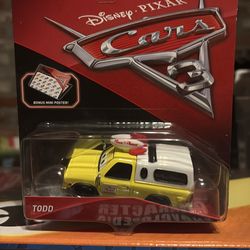 Disney · PIXAR
Cars
3
BONUS MINI POSTER!
TODD